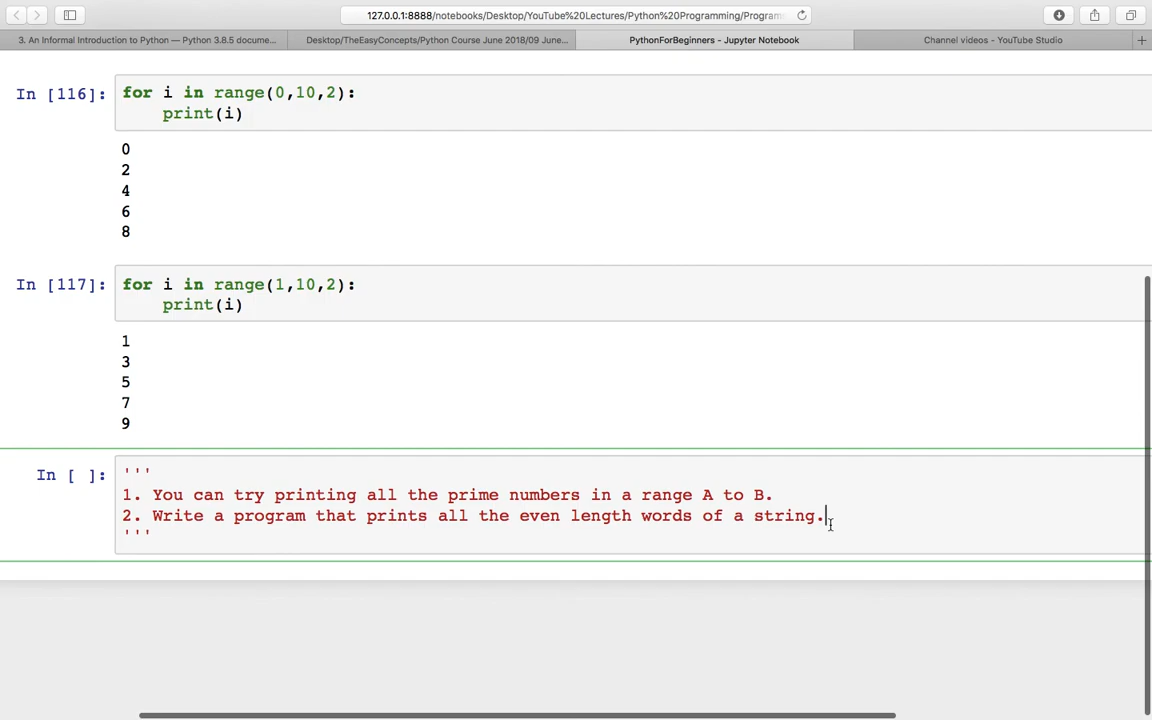 127.0.0.1:8888/notebooks/Desktop/YouTube%20Lectures/Python%20Programming/Program
3. An Informal Introduction to Python — Python 3.8.5 docume...
Desktop/TheEasyConcepts/Python Course June 2018/09 June...
PythonForBeginners - Jupyter Notebook
Channel videos - YouTube Studio
In [116]: for i in range(0,10,2):
print(i)
0
2
4
6
8
In [117]: for i in range(1,10,2):
print(i)
1
3
5
7
9
In [ ]: '''
1. You can try printing all the prime numbers in a range A to B.
2. Write a program that prints all the even length words of a string.
'''